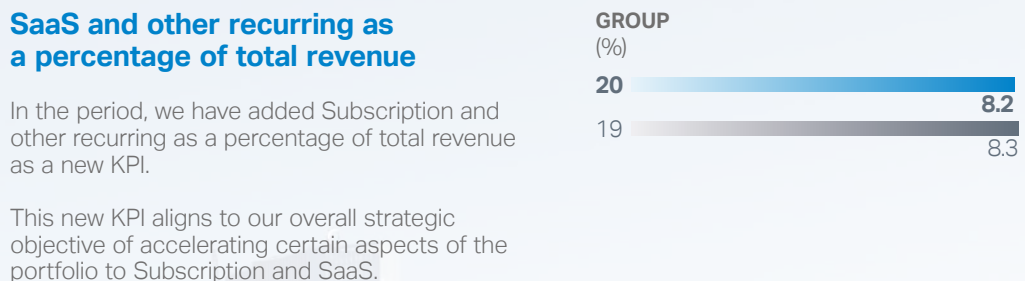 SaaS and other recurring as
a percentage of total revenue
In the period, we have added Subscription and
other recurring as a percentage of total revenue
as a new KPI.
This new KPI aligns to our overall strategic
objective of accelerating certain aspects of the
portfolio to Subscription and SaaS.
GROUP
(%)
20
8.2
19
8.3